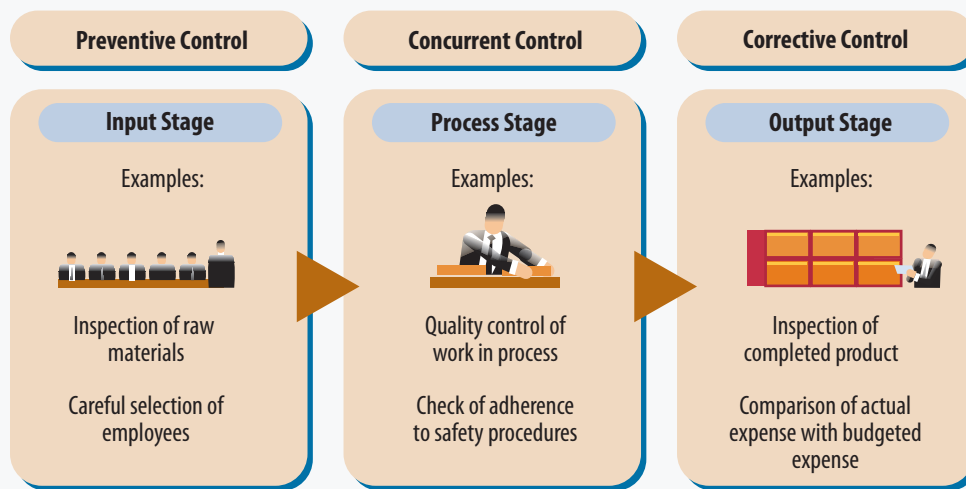 Preventive Control
Concurrent Control
Corrective Control
Input Stage
Examples:
Inspection of raw
materials
Careful selection of
employees
Process Stage
Examples:
Quality control of
work in process
Check of adherence
to safety procedures
Output Stage
Examples:
Inspection of
completed product
Comparison of actual
expense with budgeted
expense